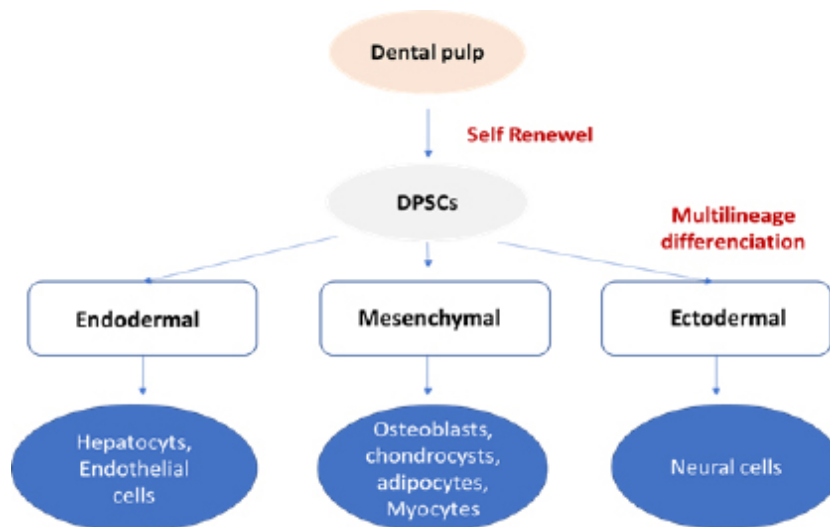 Dental pulp
Self Renewel
DPSCs
Multilineage
differenciation
Endodermal
Mesenchymal
Ectodermal
Hepatocyts,
Endothelial
cells
Osteoblasts,
chondrocysts,
adipocytes,
Myocytes
Neural cells